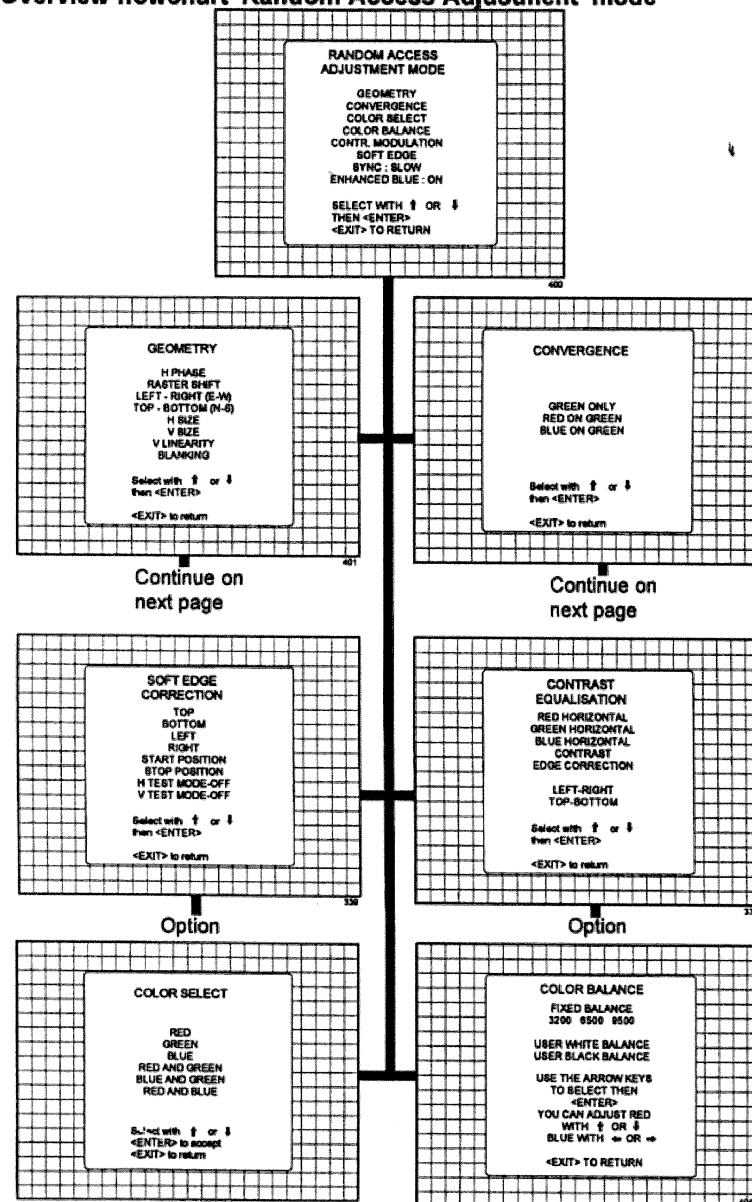 Overview flowchart 'Random Access Adjustment' mode
RANDOM ACCESS
ADJUSTMENT MODE
GEOMETRY
CONVERGENCE
COLOR SELECT
COLOR BALANCE
CONTR. MODULATION
SOFT EDGE
SYNC : SLOW
ENHANCED BLUE : ON
SELECT WITH ⬆ OR ⬇
THEN <ENTER>
<EXIT> TO RETURN
400
GEOMETRY
H PHASE
RASTER SHIFT
LEFT - RIGHT (E-W)
TOP - BOTTOM (N-S)
H SIZE
V SIZE
V LINEARITY
BLANKING
Select with ⬆ or ⬇
then <ENTER>
<EXIT> to return
401
Continue on
next page
CONVERGENCE
GREEN ONLY
RED ON GREEN
BLUE ON GREEN
Select with ⬆ or ⬇
then <ENTER>
<EXIT> to return
Continue on
next page
SOFT EDGE
CORRECTION
TOP
BOTTOM
LEFT
RIGHT
START POSITION
STOP POSITION
H TEST MODE-OFF
V TEST MODE-OFF
Select with ⬆ or ⬇
then <ENTER>
<EXIT> to return
339
Option
CONTRAST
EQUALISATION
RED HORIZONTAL
GREEN HORIZONTAL
BLUE HORIZONTAL
CONTRAST
EDGE CORRECTION
LEFT-RIGHT
TOP-BOTTOM
Select with ⬆ or ⬇
then <ENTER>
<EXIT> to return
Option
COLOR SELECT
RED
GREEN
BLUE
RED AND GREEN
BLUE AND GREEN
RED AND BLUE
Select with ⬆ or ⬇
<ENTER> to accept
<EXIT> to return
COLOR BALANCE
FIXED BALANCE
3200 6500 9500
USER WHITE BALANCE
USER BLACK BALANCE
USE THE ARROW KEYS
TO SELECT THEN
<ENTER>
YOU CAN ADJUST RED
WITH ⬆ OR ⬇
BLUE WITH ⬅ OR ➡
<EXIT> TO RETURN